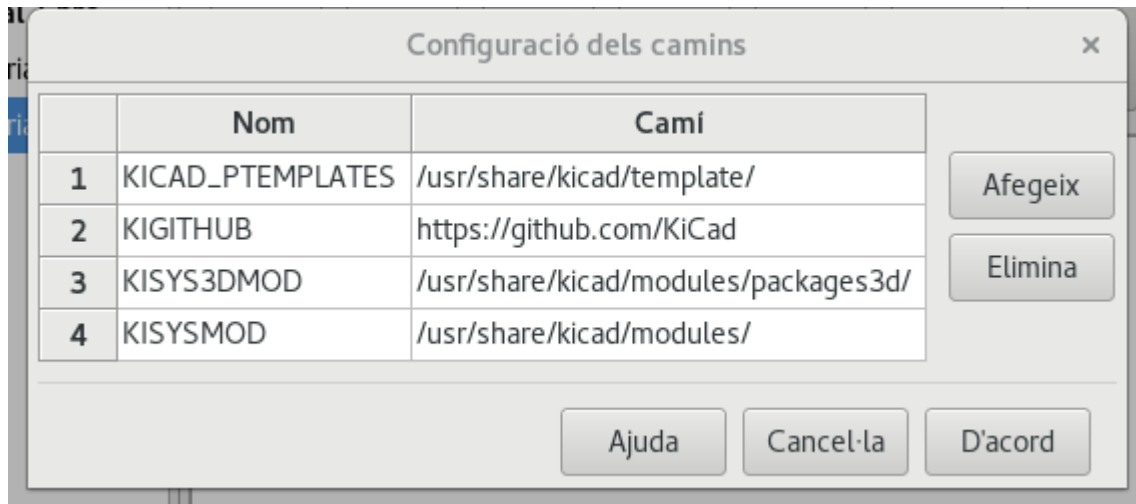 Configuració dels camins ×
Nom Camí
1 KICAD_PTEMPLATES /usr/share/kicad/template/
Afegeix
2 KIGITHUB https://github.com/KiCad
3 KISYS3DMOD /usr/share/kicad/modules/packages3d/
Elimina
4 KISYSMOD /usr/share/kicad/modules/
Ajuda Cancel·la D'acord